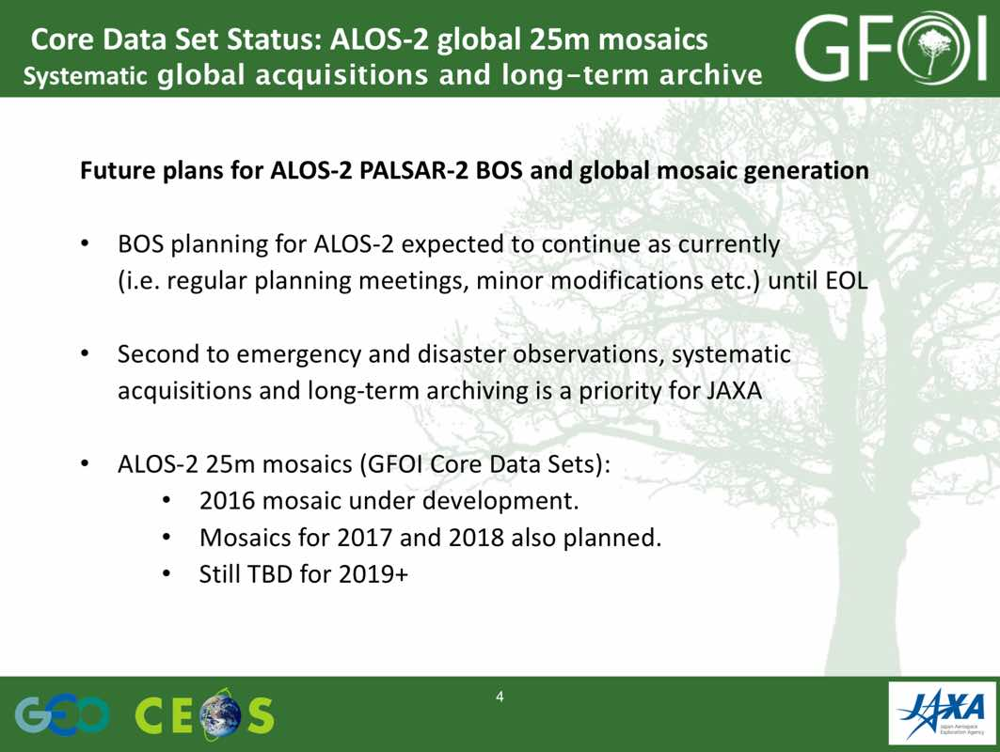 Core Data Set Status: ALOS-2 global 25m mosaics
Systematic global acquisitions and long-term archive
GFOI
Future plans for ALOS-2 PALSAR-2 BOS and global mosaic generation
• BOS planning for ALOS-2 expected to continue as currently
(i.e. regular planning meetings, minor modifications etc.) until EOL
• Second to emergency and disaster observations, systematic
acquisitions and long-term archiving is a priority for JAXA
• ALOS-2 25m mosaics (GFOI Core Data Sets):
• 2016 mosaic under development.
• Mosaics for 2017 and 2018 also planned.
• Still TBD for 2019+
GEO
CEOS
4
JAXA
Japan Aerospace
Exploration Agency